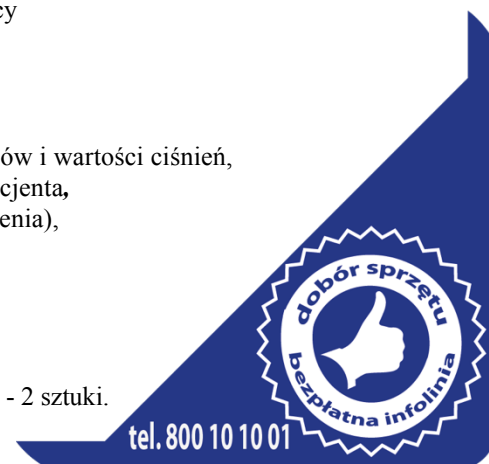 cy
ów i wartości ciśnień,
cjenta,
enia),
- 2 sztuki.
dobór sprzętu
bezpłatna infolinia
tel. 800 10 10 01